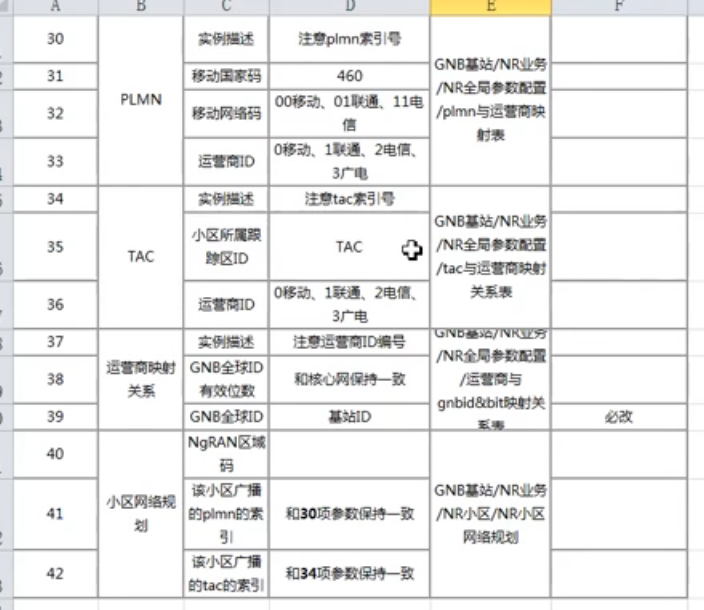 A B C D E F
30 PLMN 实例描述 注意plmn索引号 GNB基站/NR业务/NR全局参数配置/plmn与运营商映射表
31 移动国家码 460
32 移动网络码 00移动、01联通、11电信
33 运营商ID 0移动、1联通、2电信、3广电
34 TAC 实例描述 注意tac索引号 GNB基站/NR业务/NR全局参数配置/tac与运营商映射关系表
35 小区所属跟踪区ID TAC
36 运营商ID 0移动、1联通、2电信、3广电
37 运营商映射关系 实例描述 注意运营商ID编号 GNB基站/NR业务/NR全局参数配置/运营商与gnbid&bit映射关系表
38 GNB全球ID有效位数 和核心网保持一致
39 GNB全球ID 基站ID 必改
40 小区网络规划 NgRAN区域码 GNB基站/NR业务/NR小区/NR小区网络规划
41 该小区广播的plmn的索引 和30项参数保持一致
42 该小区广播的tac的索引 和34项参数保持一致